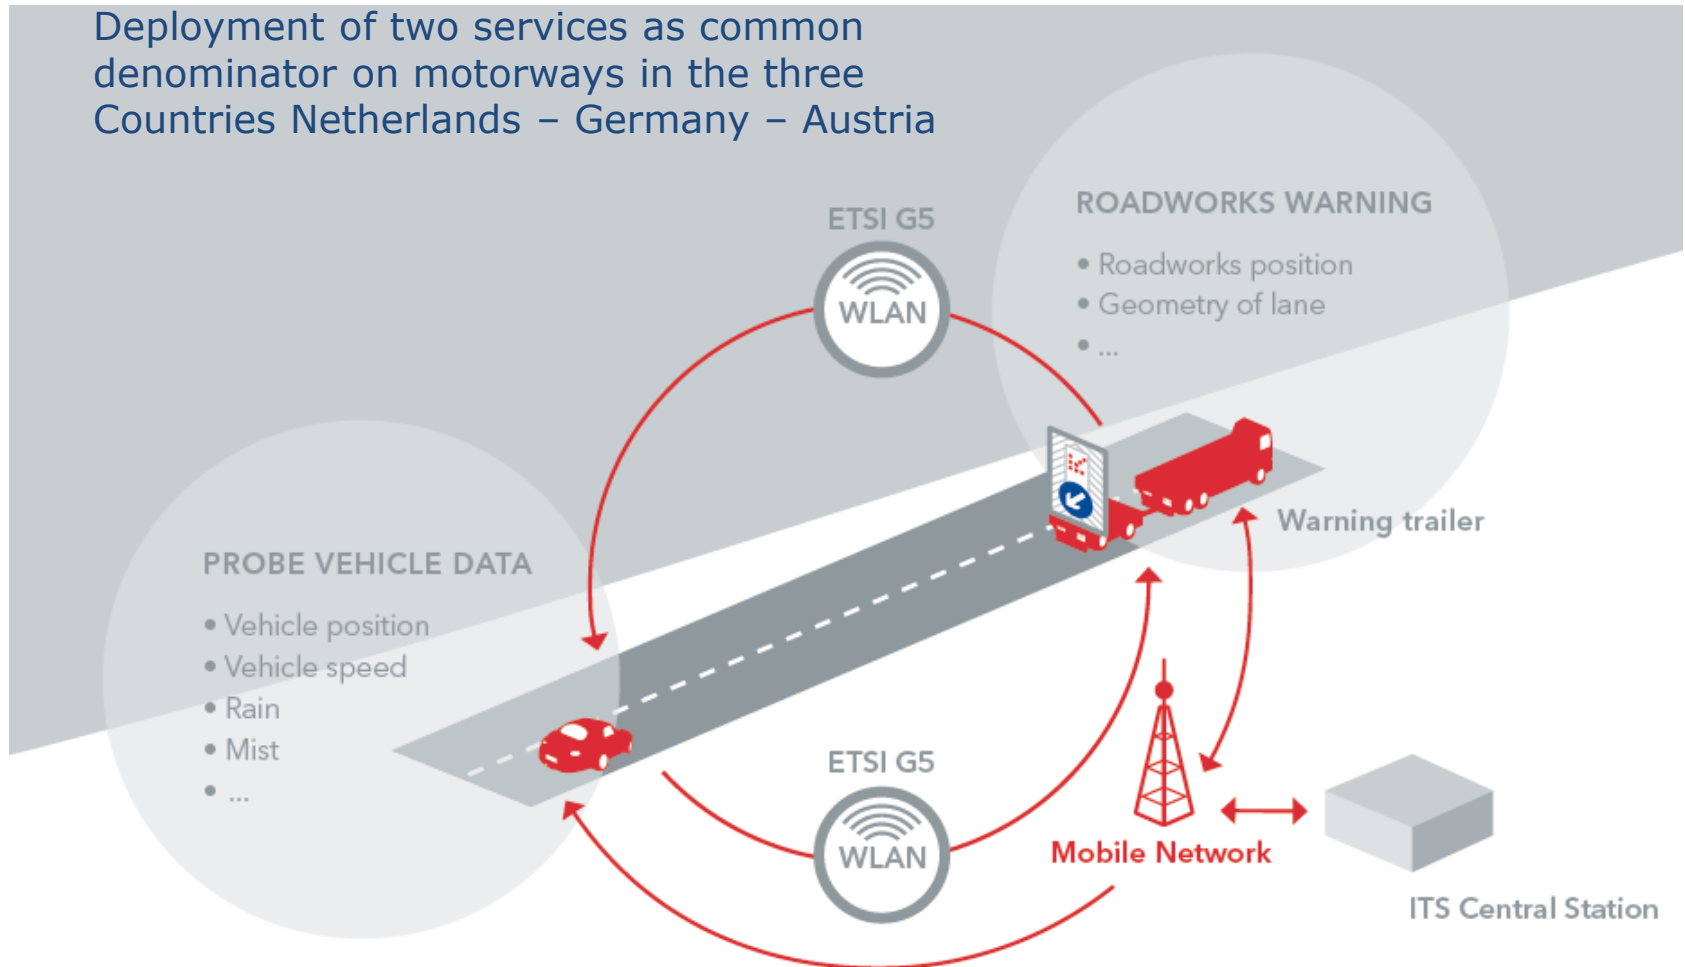 Deployment of two services as common
denominator on motorways in the three
Countries Netherlands – Germany – Austria
ETSI G5
WLAN
ROADWORKS WARNING
• Roadworks position
• Geometry of lane
• ...
Warning trailer
PROBE VEHICLE DATA
• Vehicle position
• Vehicle speed
• Rain
• Mist
• ...
ETSI G5
WLAN
Mobile Network
ITS Central Station